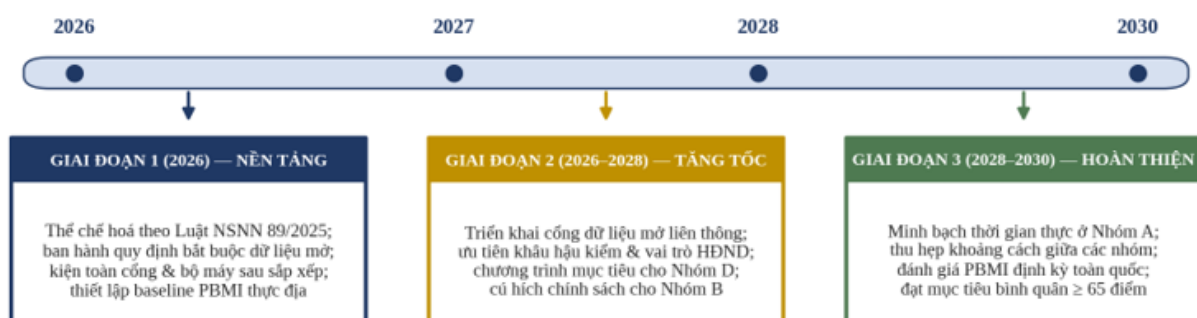 2026
2027
2028
2030
GIAI ĐOẠN 1 (2026) — NỀN TẢNG
Thể chế hoá theo Luật NSNN 89/2025;
ban hành quy định bắt buộc dữ liệu mở;
kiện toàn cổng & bộ máy sau sắp xếp;
thiết lập baseline PBMI thực địa
GIAI ĐOẠN 2 (2026–2028) — TĂNG TỐC
Triển khai cổng dữ liệu mở liên thông;
ưu tiên khâu hậu kiểm & vai trò HĐND;
chương trình mục tiêu cho Nhóm D;
cú hích chính sách cho Nhóm B
GIAI ĐOẠN 3 (2028–2030) — HOÀN THIỆN
Minh bạch thời gian thực ở Nhóm A;
thu hẹp khoảng cách giữa các nhóm;
đánh giá PBMI định kỳ toàn quốc;
đạt mục tiêu bình quân ≥ 65 điểm